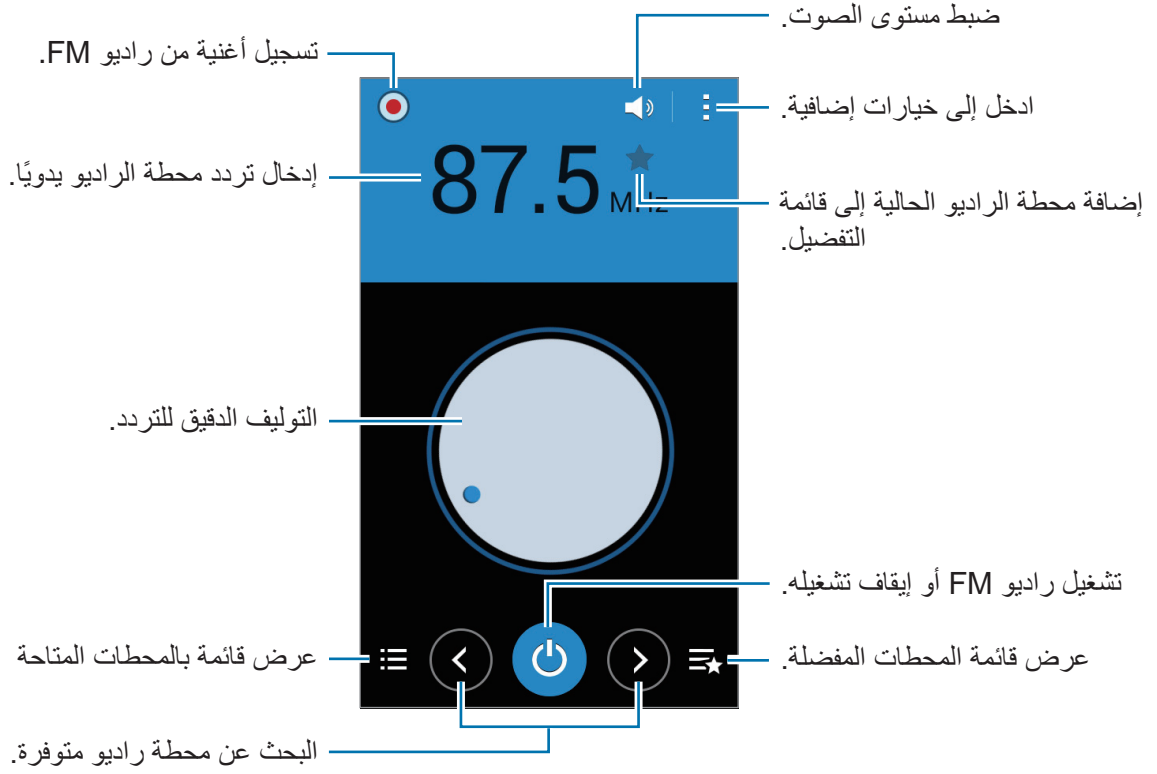 ضبط مستوى الصوت.
تسجيل أغنية من راديو FM.
ادخل إلى خيارات إضافية.
87.5 MHz
إدخال تردد محطة الراديو يدويًا.
إضافة محطة الراديو الحالية إلى قائمة
التفضيل.
التوليف الدقيق للتردد.
تشغيل راديو FM أو إيقاف تشغيله.
عرض قائمة المحطات المفضلة.
عرض قائمة بالمحطات المتاحة
البحث عن محطة راديو متوفرة.